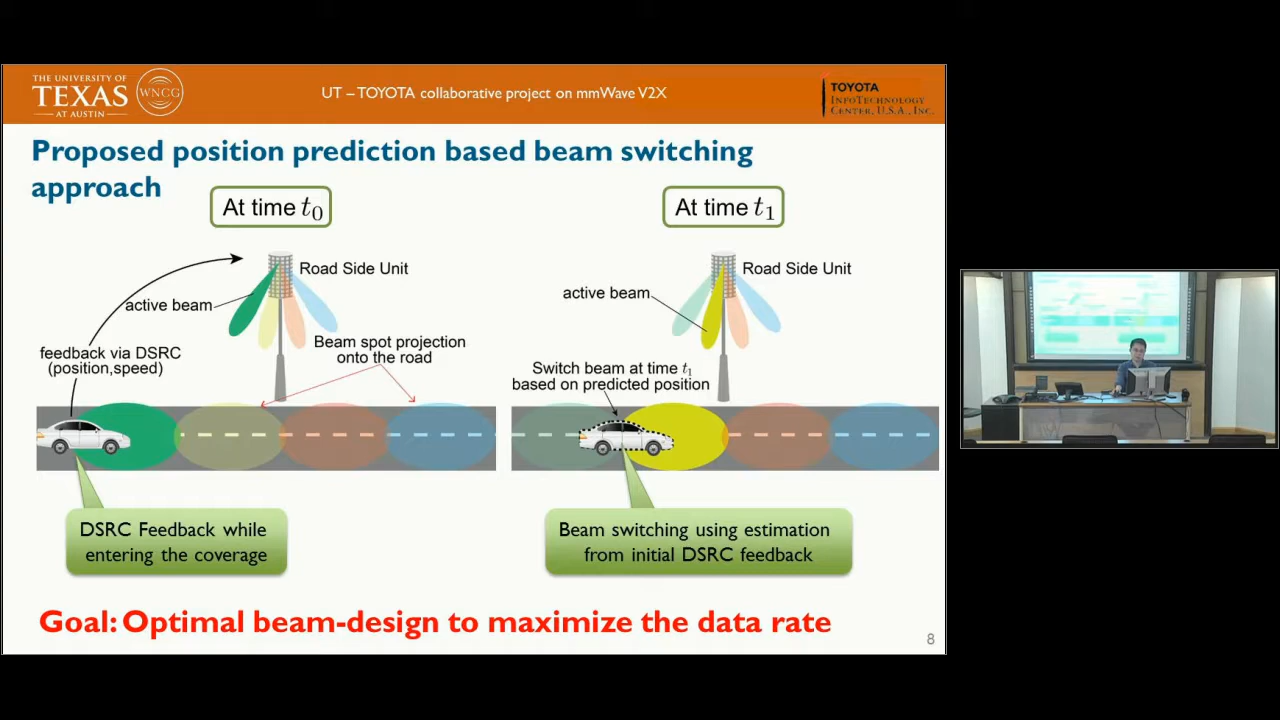 THE UNIVERSITY OF
TEXAS
AT AUSTIN
WNCG
UT – TOYOTA collaborative project on mmWave V2X
TOYOTA
INFOTECHNOLOGY
CENTER, U.S.A., INC.
Proposed position prediction based beam switching
approach
At time t0
Road Side Unit
active beam
feedback via DSRC
(position,speed)
Beam spot projection
onto the road
DSRC Feedback while
entering the coverage
At time t1
Road Side Unit
active beam
Switch beam at time t1
based on predicted position
Beam switching using estimation
from initial DSRC feedback
Goal: Optimal beam-design to maximize the data rate
8